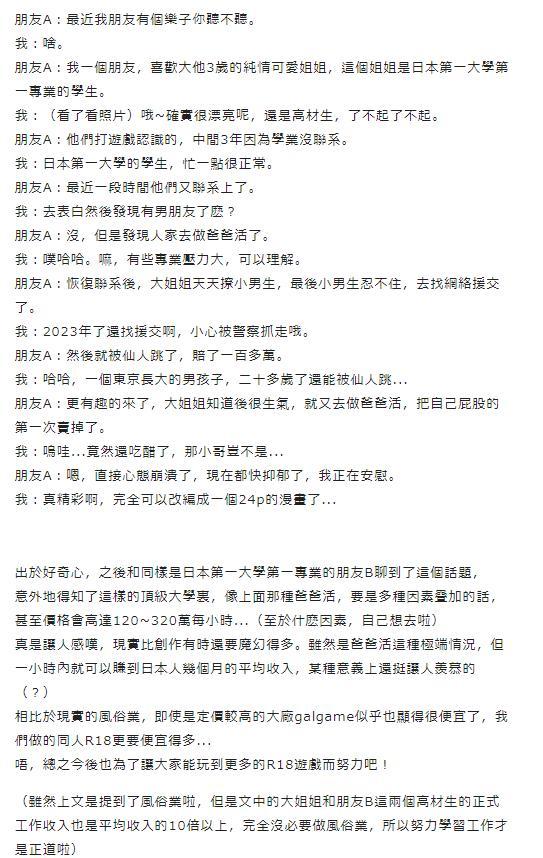 朋友A：最近我朋友有個樂子你聽不聽。
我：啥。
朋友A：我一個朋友，喜歡大他3歲的純情可愛姐姐，這個姐姐是日本第一大學第
一專業的學生。
我：（看了看照片）哦~確實很漂亮呢，還是高材生，了不起了不起。
朋友A：他們打遊戲認識的，中間3年因為學業沒聯系。
我：日本第一大學的學生，忙一點很正常。
朋友A：最近一段時間他們又聯系上了。
我：去表白然後發現有男朋友了麽？
朋友A：沒，但是發現人家去做爸爸活了。
我：噗哈哈。嘛，有些專業壓力大，可以理解。
朋友A：恢復聯系後，大姐姐天天撩小男生，最後小男生忍不住，去找網絡援交
了。
我：2023年了還找援交啊，小心被警察抓走哦。
朋友A：然後就被仙人跳了，賠了一百多萬。
我：哈哈，一個東京長大的男孩子，二十多歲了還能被仙人跳...
朋友A：更有趣的來了，大姐姐知道後很生氣，就又去做爸爸活，把自己屁股的
第一次賣掉了。
我：嗚哇...竟然還吃醋了，那小哥豈不是...
朋友A：嗯，直接心態崩潰了，現在都快抑郁了，我正在安慰。
我：真精彩啊，完全可以改編成一個24p的漫畫了...
出於好奇心，之後和同樣是日本第一大學第一專業的朋友B聊到了這個話題，
意外地得知了這樣的頂級大學裏，像上面那種爸爸活，要是多種因素疊加的話，
甚至價格會高達120~320萬每小時...（至於什麽因素，自己想去啦）
真是讓人感嘆，現實比創作有時還要魔幻得多。雖然是爸爸活這種極端情況，但
一小時內就可以賺到日本人幾個月的平均收入，某種意義上還挺讓人羨慕的
（？）
相比於現實的風俗業，即使是定價較高的大廠galgame似乎也顯得很便宜了，我
們做的同人R18更要便宜得多...
唔，總之今後也為了讓大家能玩到更多的R18遊戲而努力吧！
（雖然上文是提到了風俗業啦，但是文中的大姐姐和朋友B這兩個高材生的正式
工作收入也是平均收入的10倍以上，完全沒必要做風俗業，所以努力學習工作才
是正道啦）